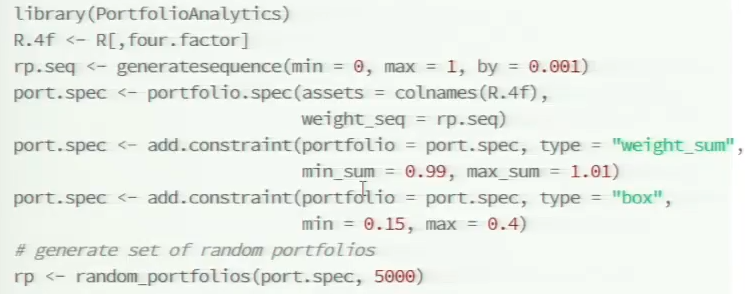 library(PortfolioAnalytics)
R.4f <- R[,four.factor]
rp.seq <- generatesequence(min = 0, max = 1, by = 0.001)
port.spec <- portfolio.spec(assets = colnames(R.4f),
weight_seq = rp.seq)
port.spec <- add.constraint(portfolio = port.spec, type = "weight_sum",
min_sum = 0.99, max_sum = 1.01)
port.spec <- add.constraint(portfolio = port.spec, type = "box",
min = 0.15, max = 0.4)
# generate set of random portfolios
rp <- random_portfolios(port.spec, 5000)